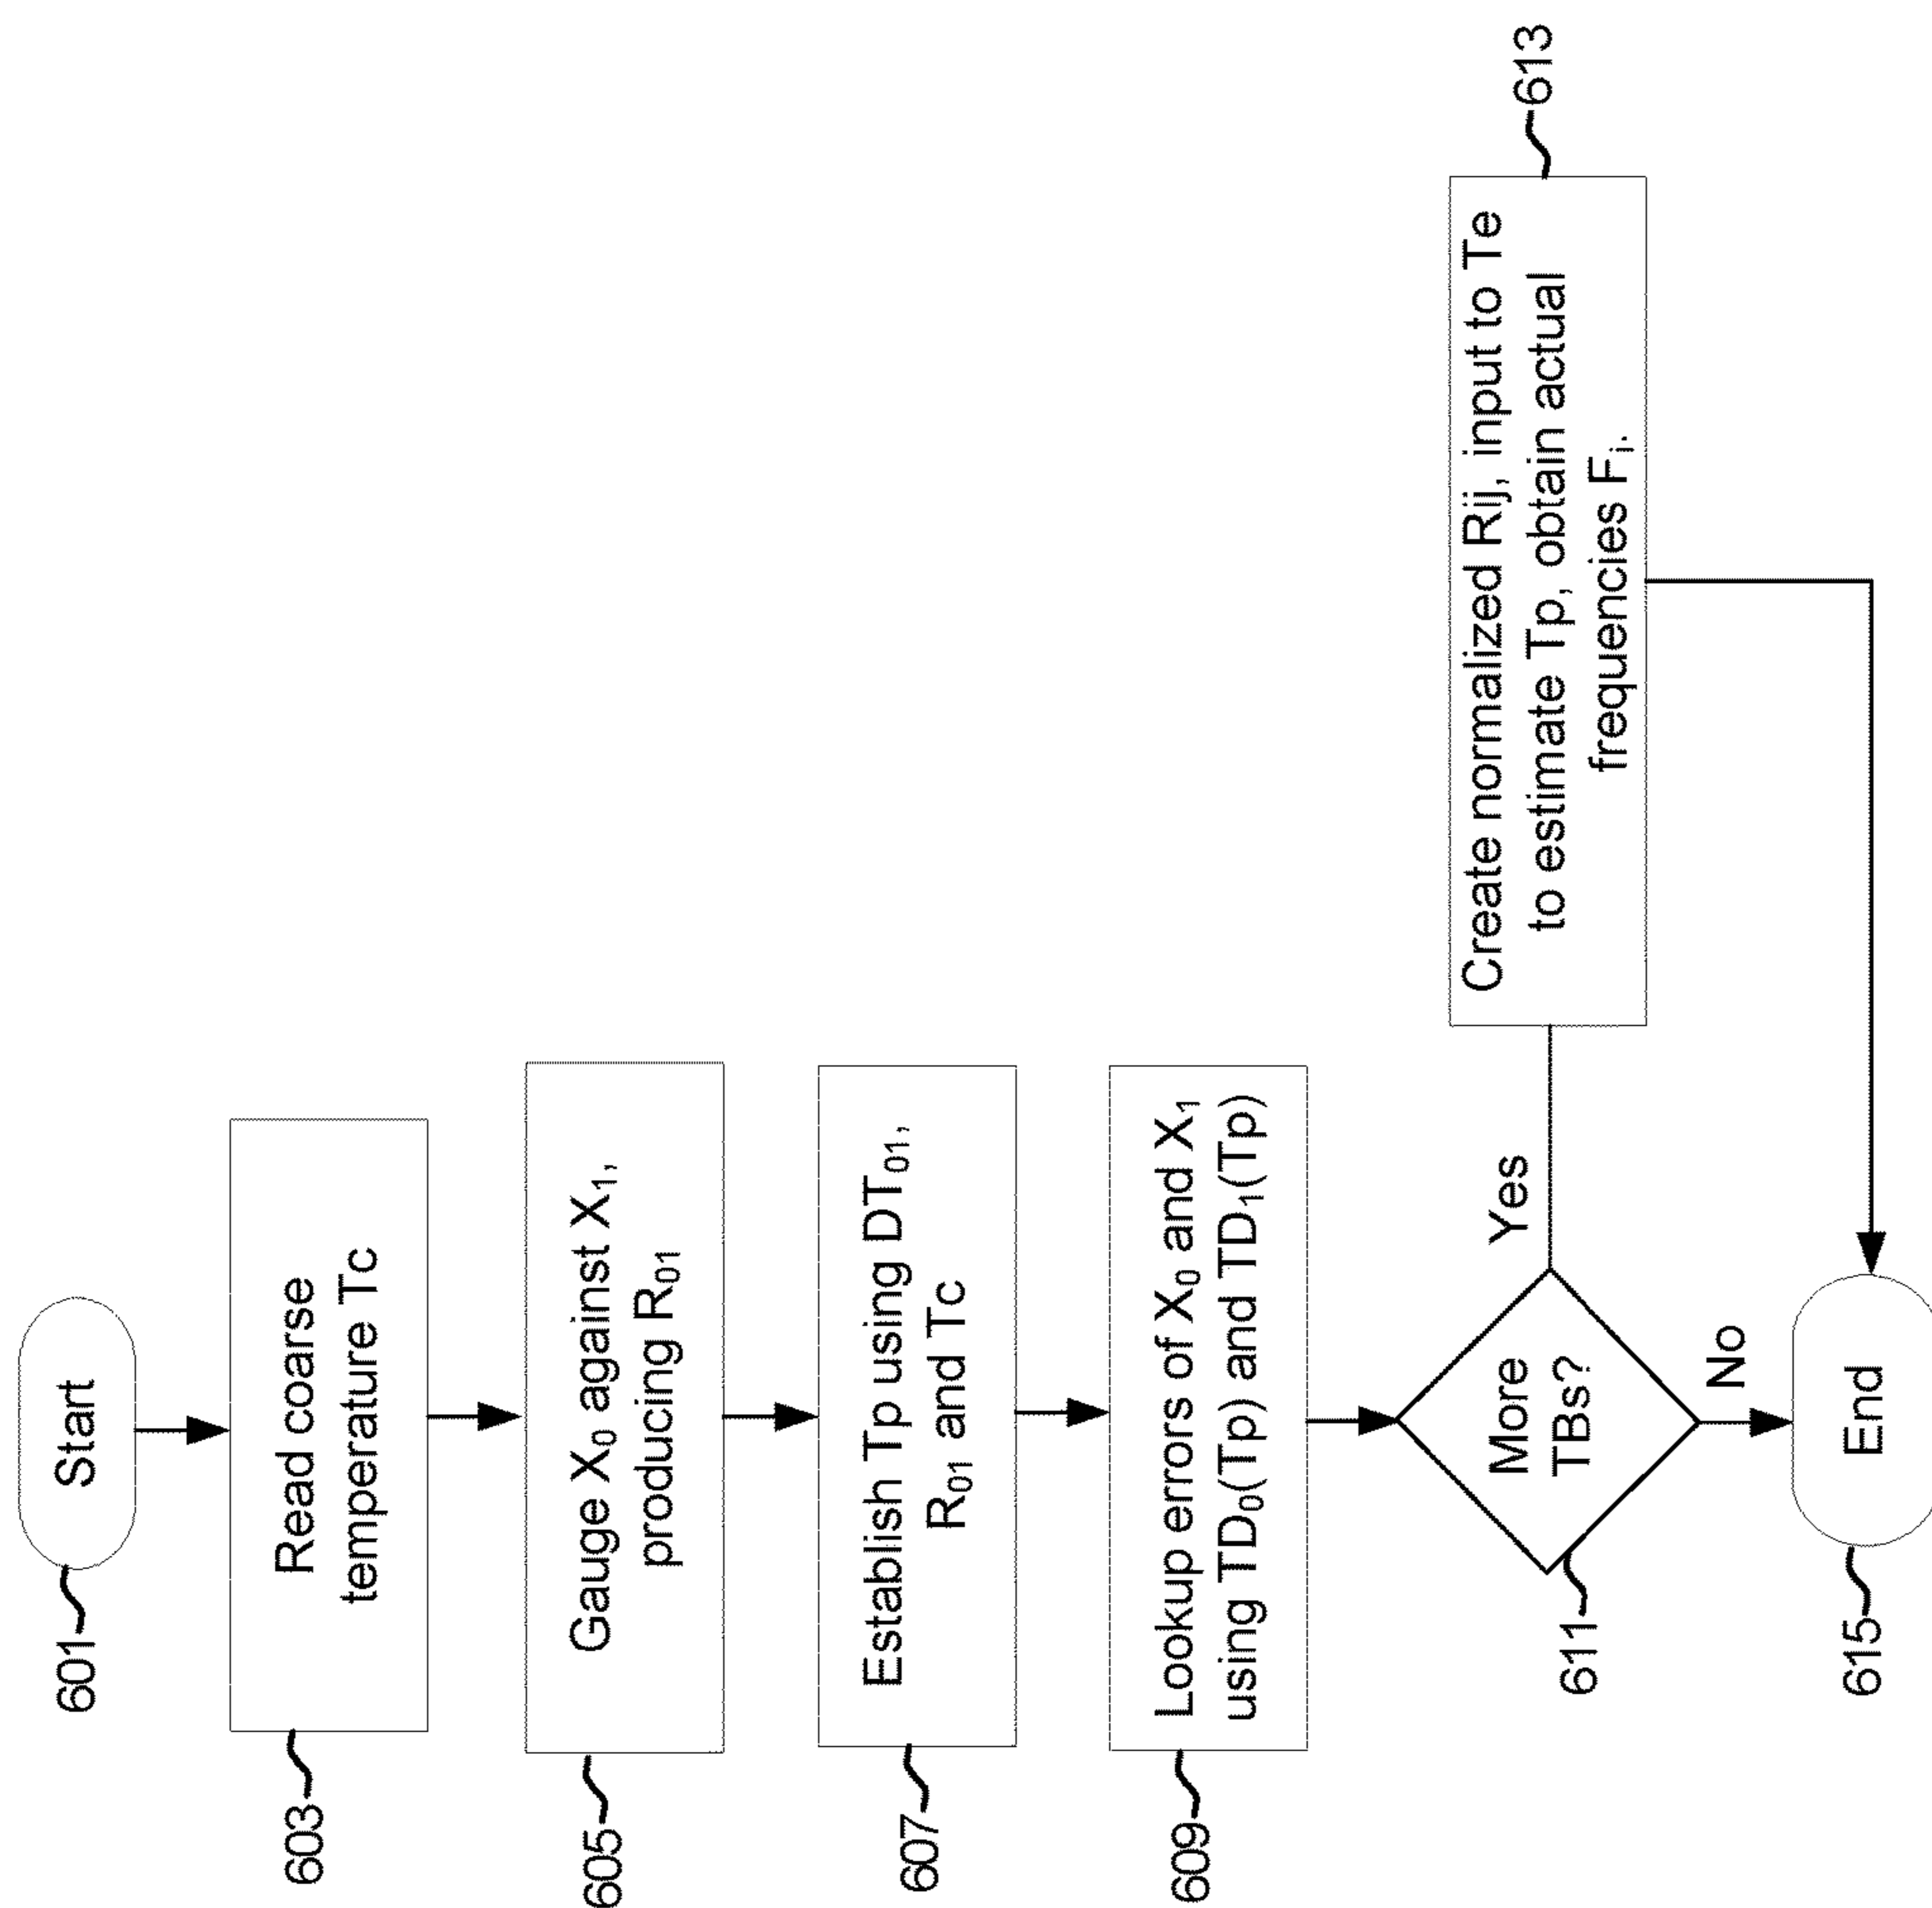 601
Start
603
Read coarse
temperature Tc
605
Gauge X₀ against X₁,
producing R₀₁
607
Establish Tp using DT₀₁,
R₀₁ and Tc
609
Lookup errors of X₀ and X₁
using TD₀(Tp) and TD₁(Tp)
611
More
TBs?
Yes
No
613
Create normalized Rij, input to Te
to estimate Tp, obtain actual
frequencies Fᵢ.
615
End